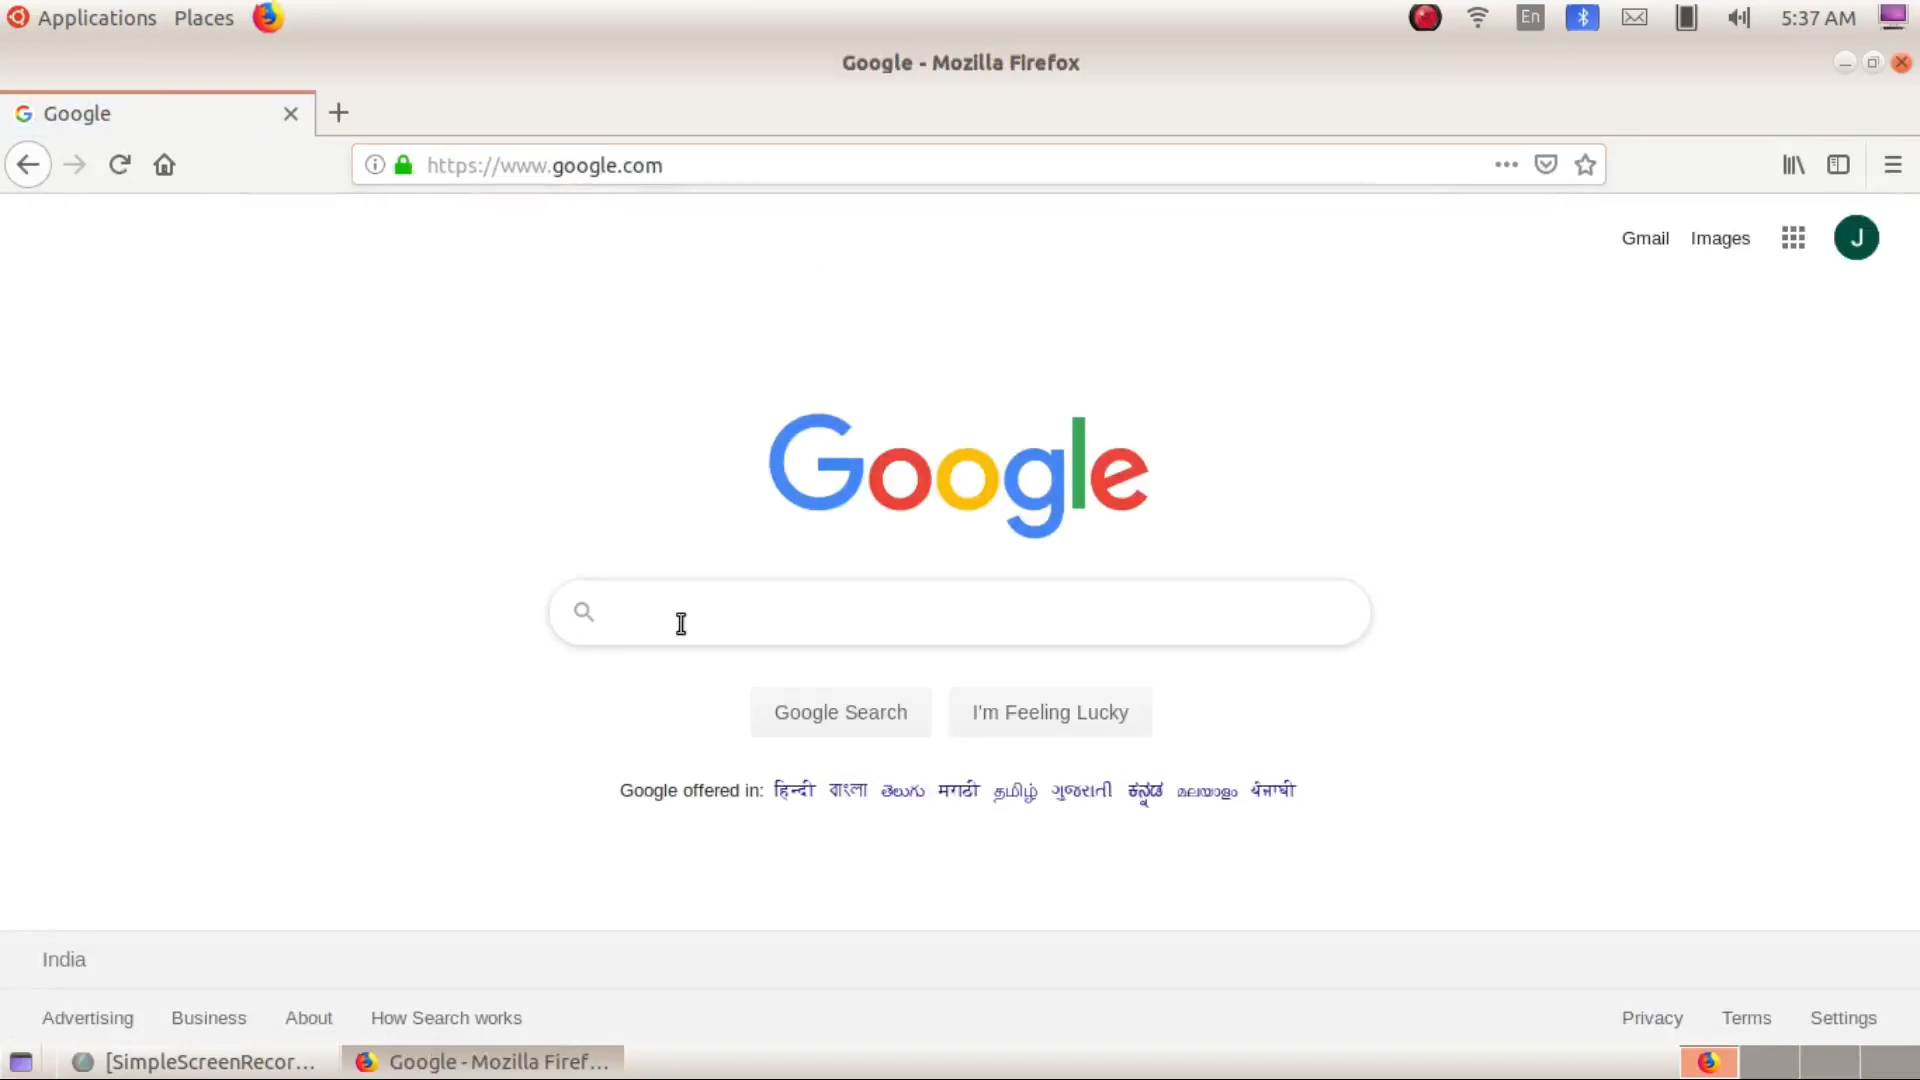 Applications Places En 5:37 AM
Google - Mozilla Firefox
Google
https://www.google.com
Gmail Images J
Google
Google Search I'm Feeling Lucky
Google offered in: हिन्दी বাংলা తెలుగు मराठी தமிழ் ગુજરાતી ಕನ್ನಡ മലയാളം ਪੰਜਾਬੀ
India
Advertising Business About How Search works Privacy Terms Settings
[SimpleScreenRecor... Google - Mozilla Firef...